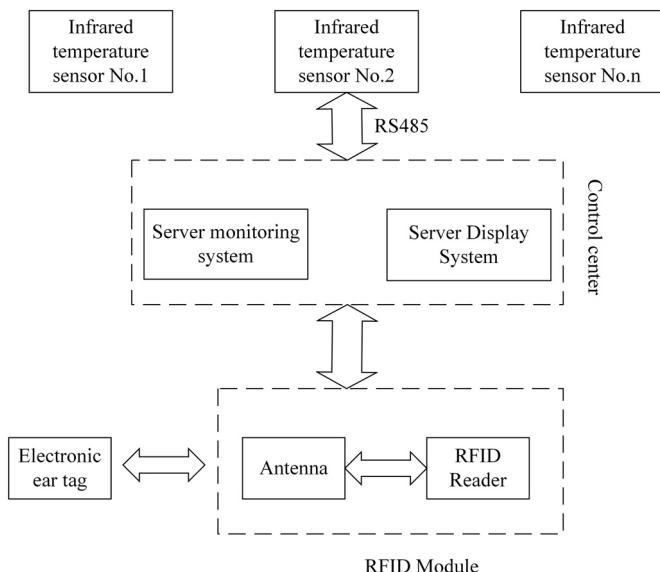 Infrared
temperature
sensor No.1
Infrared
temperature
sensor No.2
Infrared
temperature
sensor No.n
RS485
Control center
Server monitoring
system
Server Display
System
Electronic
ear tag
Antenna
RFID
Reader
RFID Module